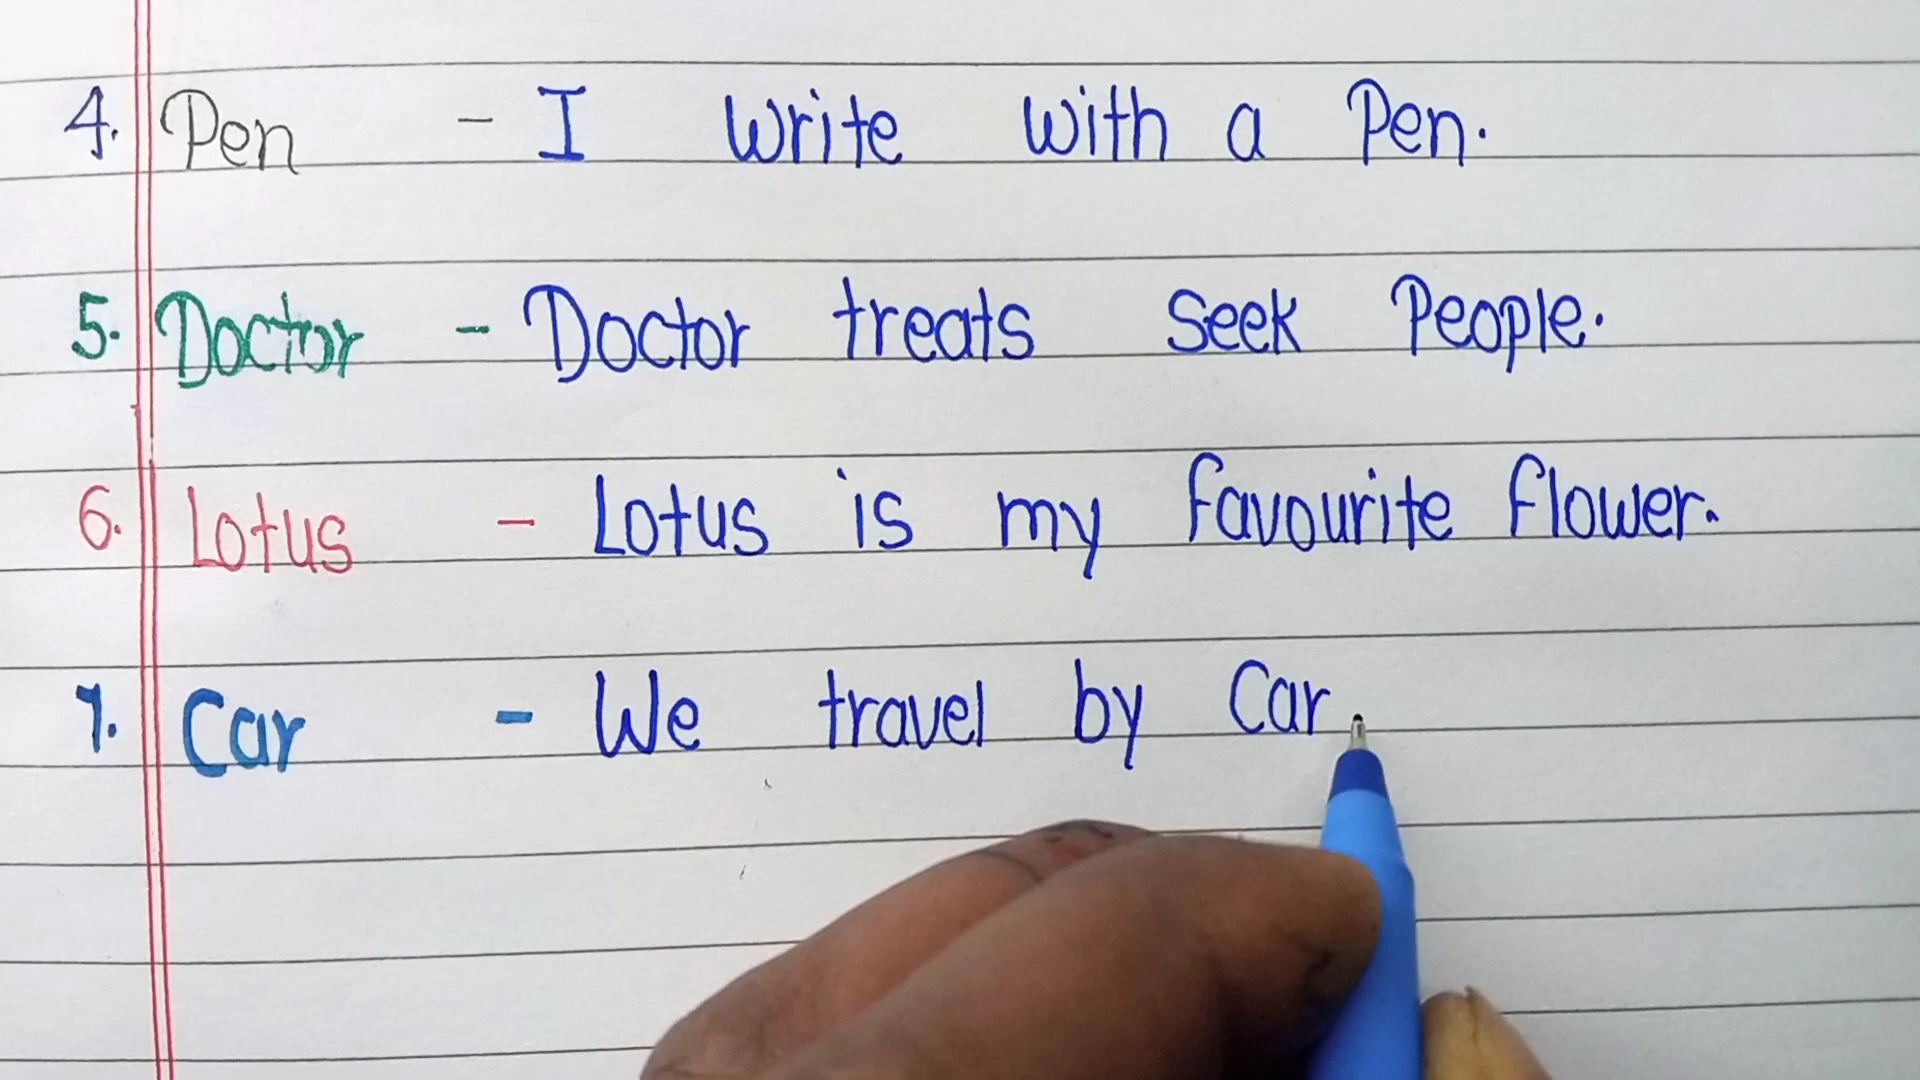 4. Pen - I write with a Pen.
5. Doctor - Doctor treats seek People.
6. Lotus - Lotus is my favourite flower.
7. Car - We travel by Car.